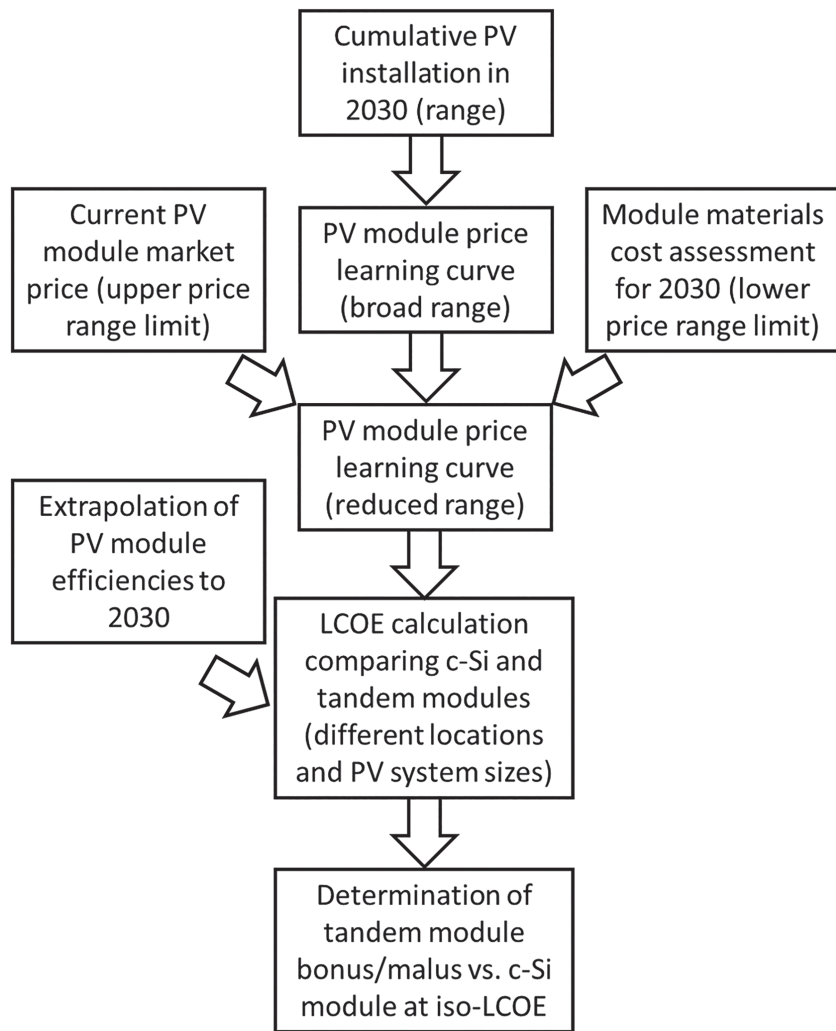 Cumulative PV
installation in
2030 (range)
Current PV
module market
price (upper price
range limit)
PV module price
learning curve
(broad range)
Module materials
cost assessment
for 2030 (lower
price range limit)
PV module price
learning curve
(reduced range)
Extrapolation of
PV module
efficiencies to
2030
LCOE calculation
comparing c-Si and
tandem modules
(different locations
and PV system sizes)
Determination of
tandem module
bonus/malus vs. c-Si
module at iso-LCOE